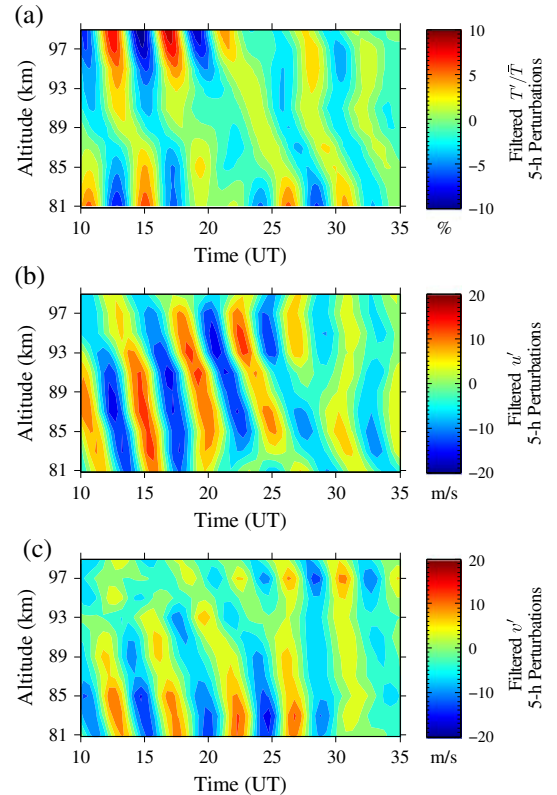 (a)
97
93
89
85
81
Altitude (km)
10 15 20 25 30 35
Time (UT)
10
5
0
−5
−10
%
Filtered T′/T̄
5-h Perturbations
(b)
97
93
89
85
81
Altitude (km)
10 15 20 25 30 35
Time (UT)
20
10
0
−10
−20
m/s
Filtered u′
5-h Perturbations
(c)
97
93
89
85
81
Altitude (km)
10 15 20 25 30 35
Time (UT)
20
10
0
−10
−20
m/s
Filtered v′
5-h Perturbations